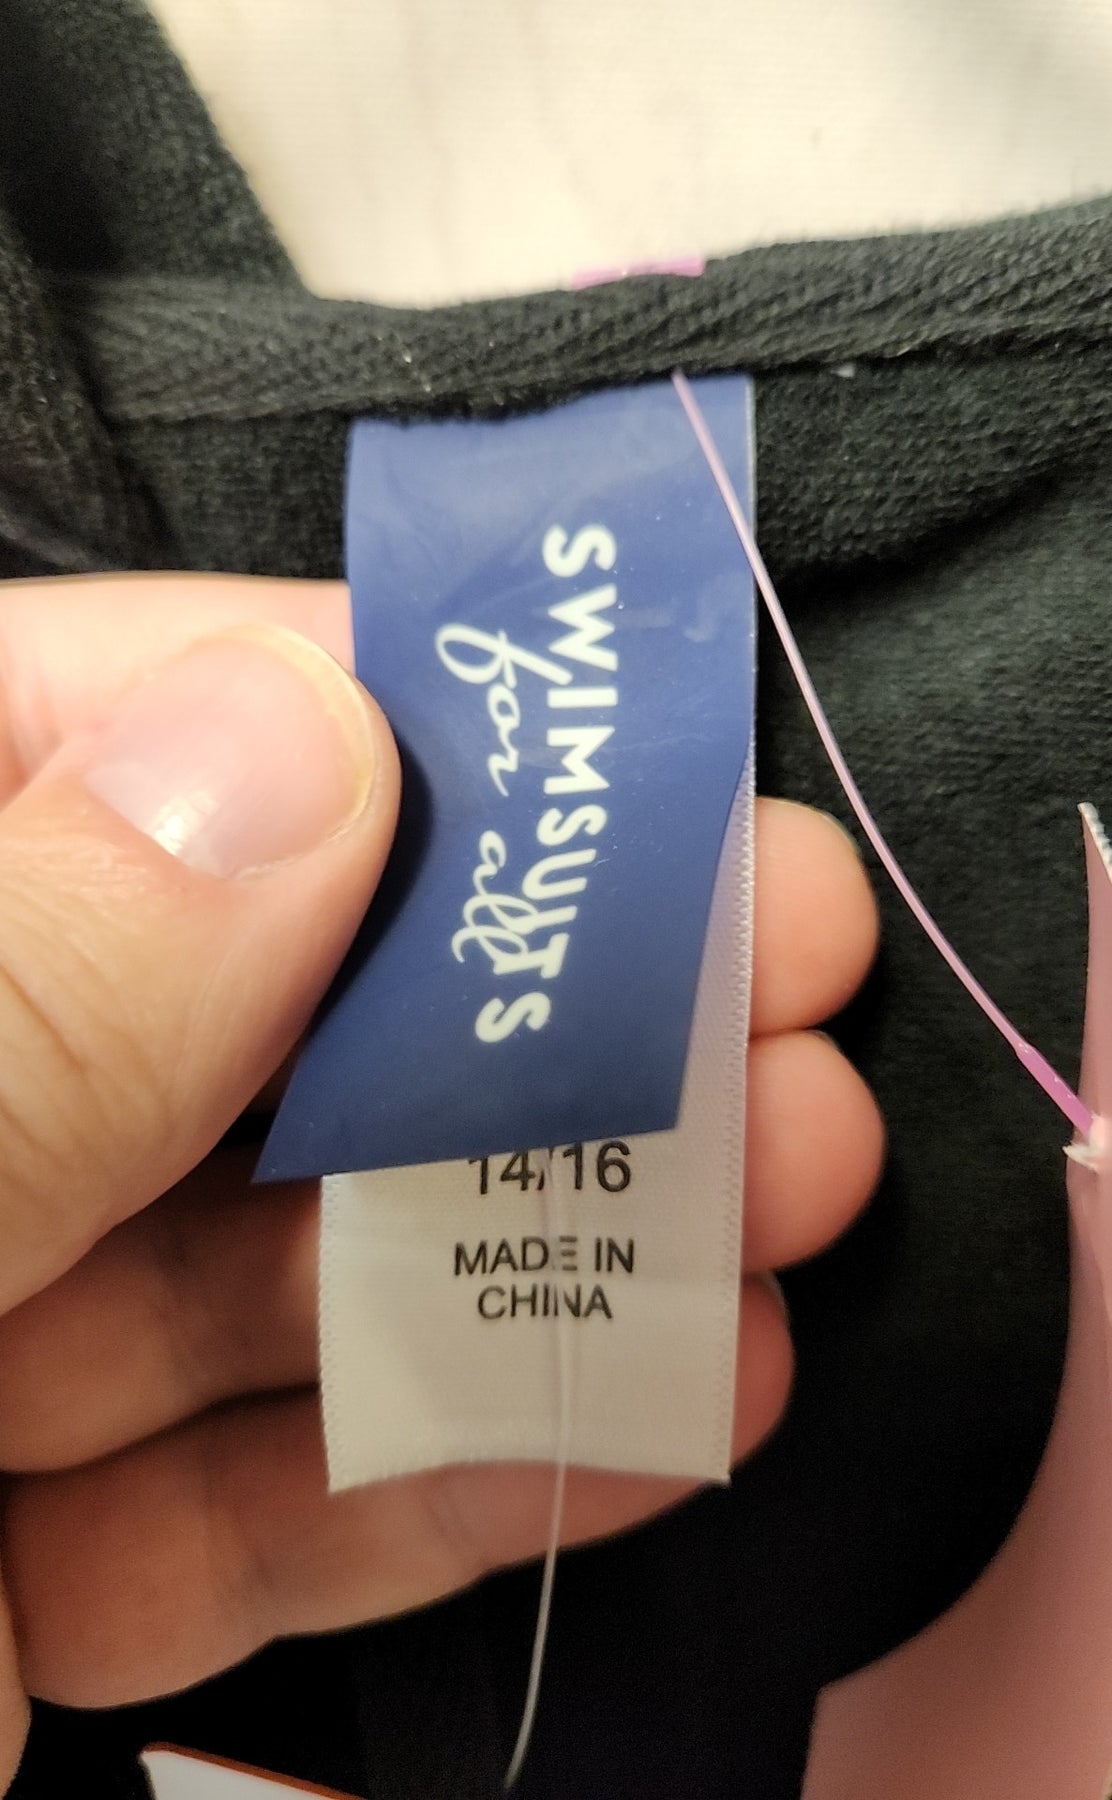 SWIMSUITS
for all
14/16
MADE IN
CHINA